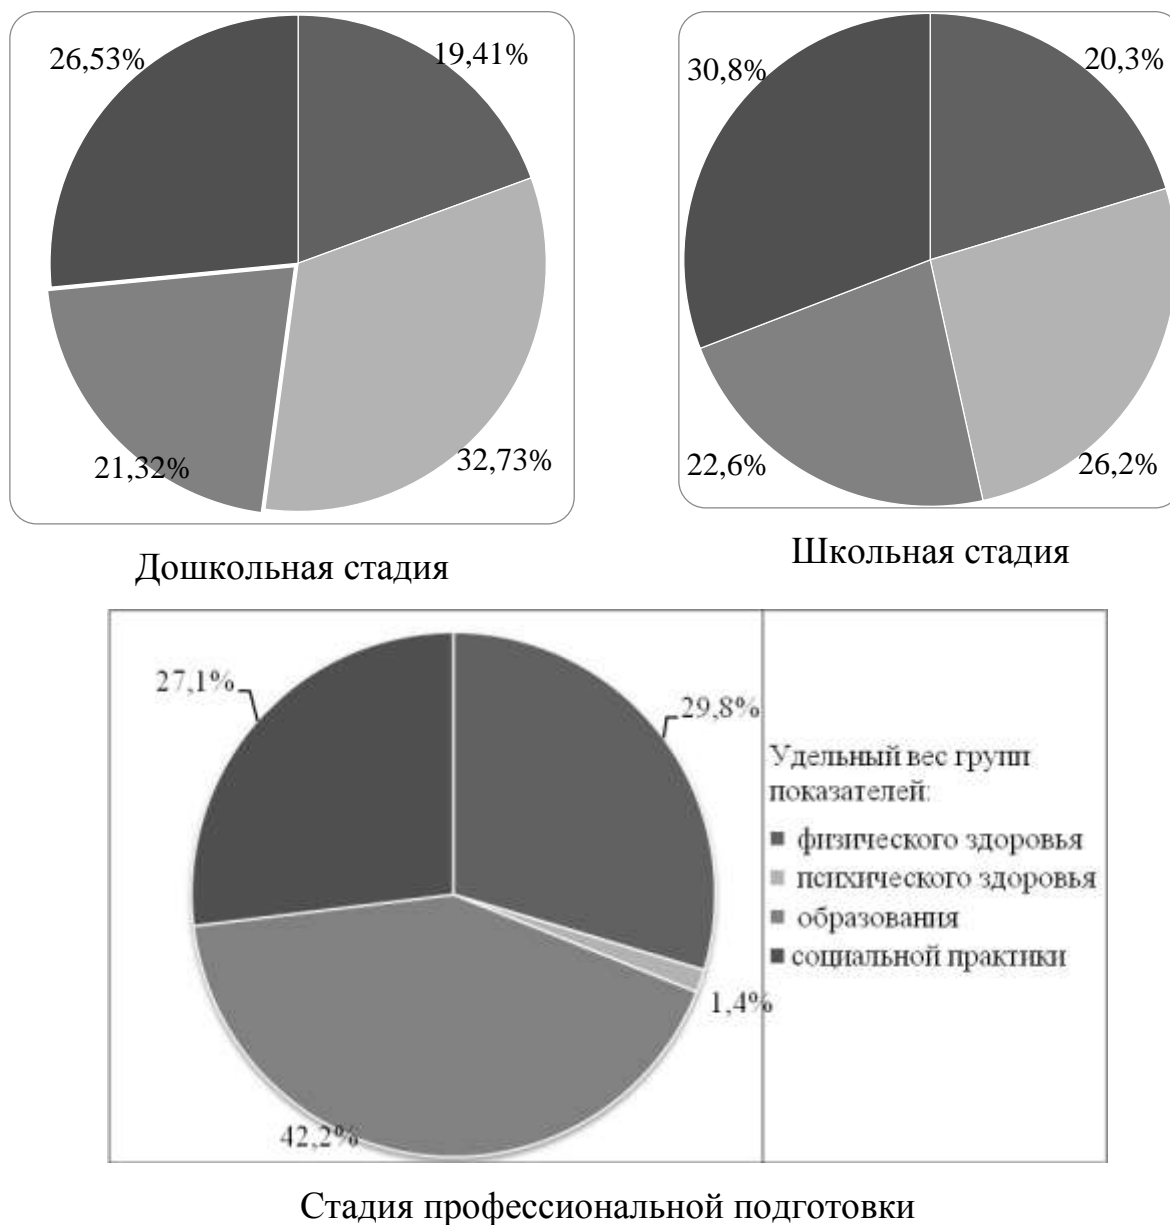 26,53%
19,41%
21,32%
32,73%
Дошкольная стадия
30,8%
20,3%
22,6%
26,2%
Школьная стадия
27,1%
29,8%
1,4%
42,2%
Удельный вес групп
показателей:
физического здоровья
психического здоровья
образования
социальной практики
Стадия профессиональной подготовки